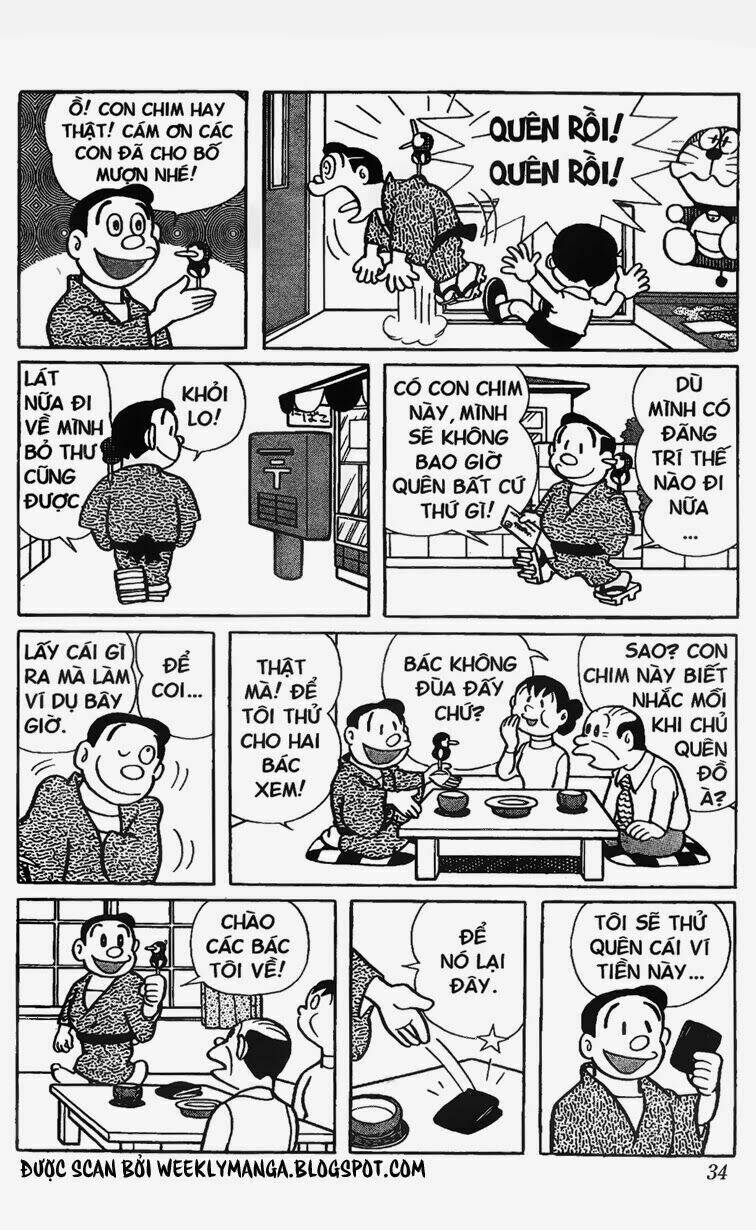 Ồ! CON CHIM HAY
THẬT! CÁM ƠN CÁC
CON ĐÃ CHO BỐ
MƯỢN NHÉ!
QUÊN RỒI!
QUÊN RỒI!
LÁT
NỮA ĐI
VỀ MÌNH
BỎ THƯ
CŨNG
ĐƯỢC.
KHỎI
LO!
CÓ CON CHIM
NÀY, MÌNH
SẼ KHÔNG
BAO GIỜ
QUÊN BẤT CỨ
THỨ GÌ!
DÙ
MÌNH CÓ
ĐÃNG
TRÍ THẾ
NÀO ĐI
NỮA
...
LẤY CÁI GÌ
RA MÀ LÀM
VÍ DỤ BÂY
GIỜ.
ĐỂ
COI...
THẬT
MÀ! ĐỂ
TÔI THỬ
CHO HAI
BÁC
XEM!
BÁC KHÔNG
ĐÙA ĐẤY
CHỨ?
SAO? CON
CHIM NÀY BIẾT
NHẮC MỖI
KHI CHỦ
QUÊN
ĐỒ
À?
CHÀO
CÁC BÁC
TÔI VỀ!
ĐỂ
NÓ LẠI
ĐÂY.
TÔI SẼ THỬ
QUÊN CÁI VÍ
TIỀN NÀY...
ĐƯỢC SCAN BỞI WEEKLYMANGA.BLOGSPOT.COM
34